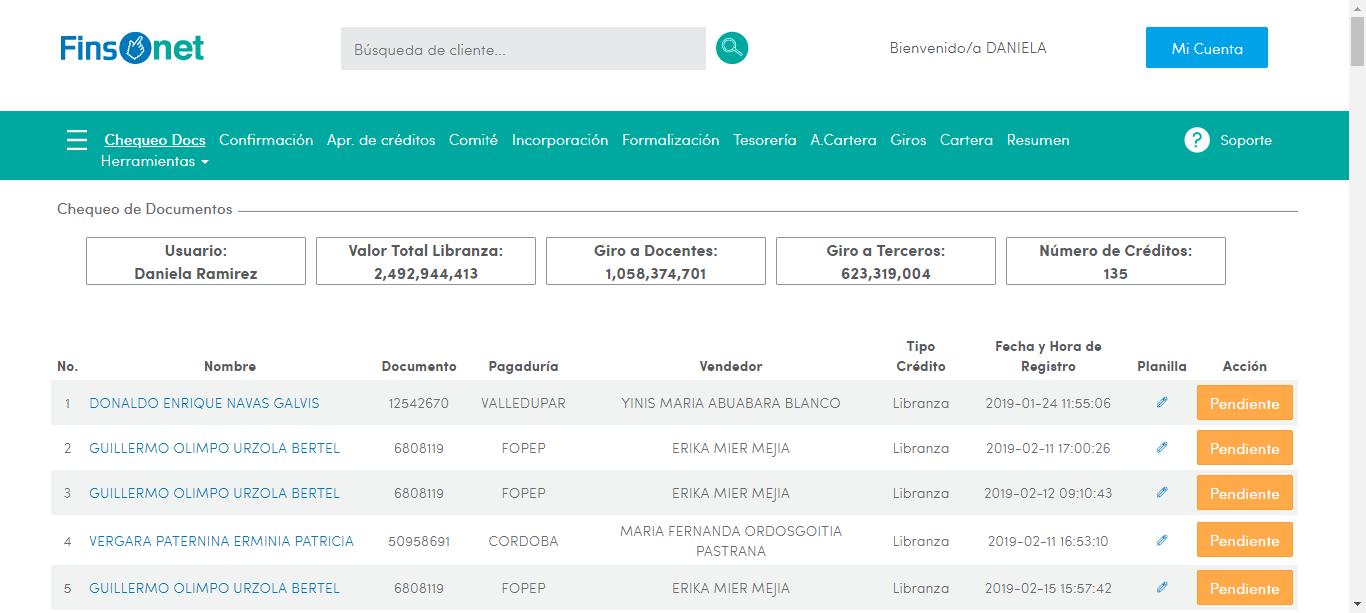 Finsonet
Búsqueda de cliente...
Bienvenido/a DANIELA
Mi Cuenta
Chequeo Docs Confirmación Apr. de créditos Comité Incorporación Formalización Tesorería A.Cartera Giros Cartera Resumen
Herramientas
? Soporte
Chequeo de Documentos
Usuario:
Daniela Ramirez
Valor Total Libranza:
2,492,944,413
Giro a Docentes:
1,058,374,701
Giro a Terceros:
623,319,004
Número de Créditos:
135
No. Nombre Documento Pagaduría Vendedor Tipo Crédito Fecha y Hora de Registro Planilla Acción
1 DONALDO ENRIQUE NAVAS GALVIS 12542670 VALLEDUPAR YINIS MARIA ABUABARA BLANCO Libranza 2019-01-24 11:55:06 Pendiente
2 GUILLERMO OLIMPO URZOLA BERTEL 6808119 FOPEP ERIKA MIER MEJIA Libranza 2019-02-11 17:00:26 Pendiente
3 GUILLERMO OLIMPO URZOLA BERTEL 6808119 FOPEP ERIKA MIER MEJIA Libranza 2019-02-12 09:10:43 Pendiente
4 VERGARA PATERNINA ERMINIA PATRICIA 50958691 CORDOBA MARIA FERNANDA ORDOSGOITIA PASTRANA Libranza 2019-02-11 16:53:10 Pendiente
5 GUILLERMO OLIMPO URZOLA BERTEL 6808119 FOPEP ERIKA MIER MEJIA Libranza 2019-02-15 15:57:42 Pendiente